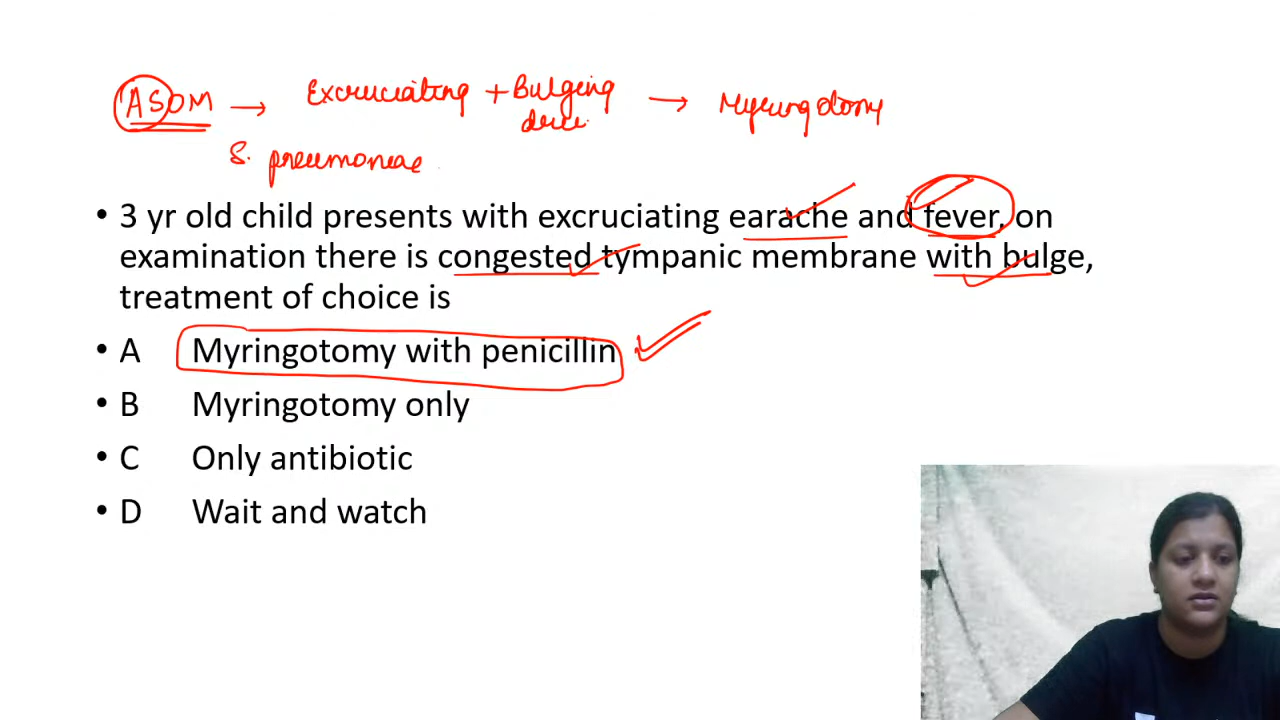 ASOM → Excruciating + Bulging → Myringotomy
S. pneumoniae
• 3 yr old child presents with excruciating earache and fever, on
examination there is congested tympanic membrane with bulge,
treatment of choice is
• A Myringotomy with penicillin
• B Myringotomy only
• C Only antibiotic
• D Wait and watch